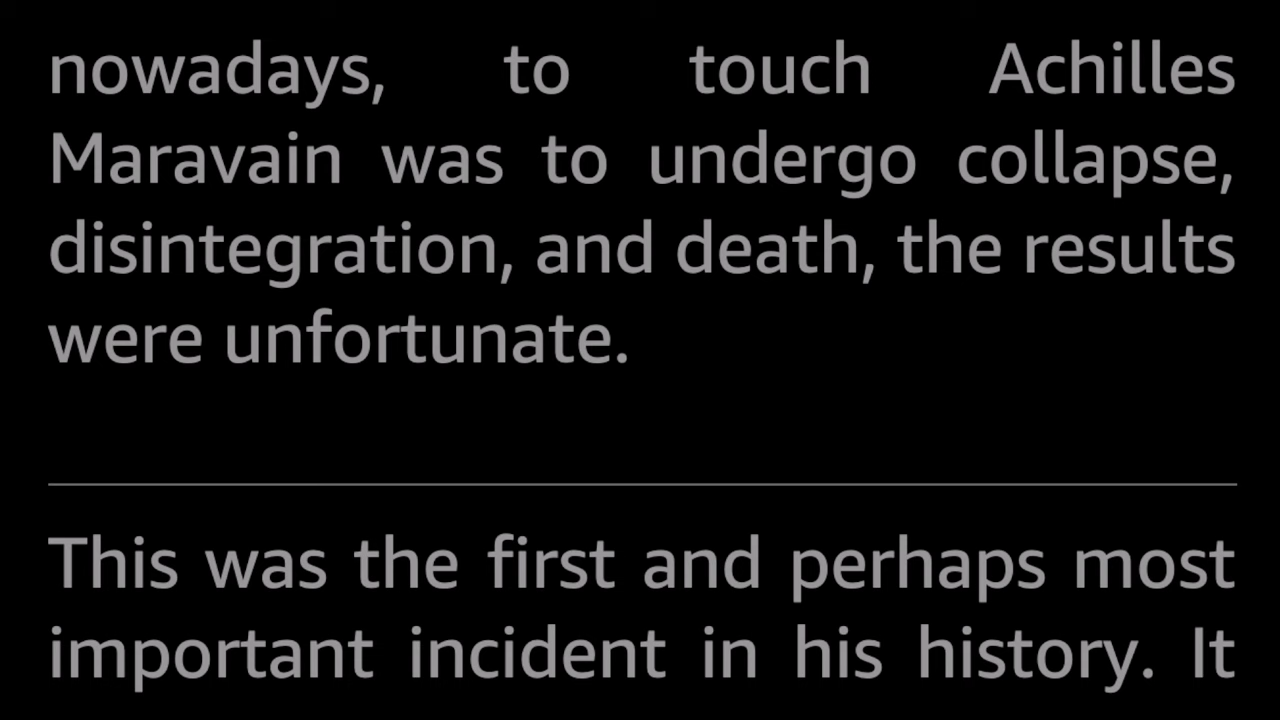 nowadays, to touch Achilles
Maravain was to undergo collapse,
disintegration, and death, the results
were unfortunate.
This was the first and perhaps most
important incident in his history. It